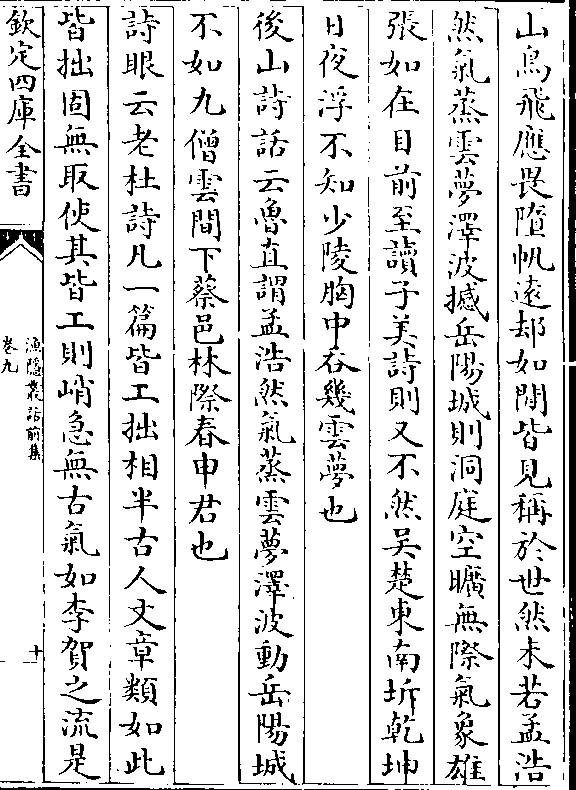 山鳥飛應畏墮帆遠却如閒皆見稱於世然未若孟浩
然氣蒸雲夢澤波撼岳陽城則洞庭空曠無際氣象雄
張如在目前至讀子美詩則又不然吴楚東南坼乾坤
日夜浮不知少陵胸中吞幾雲夢也
後山詩話云魯直謂孟浩然氣蒸雲夢澤波動岳陽城
不如九僧雲間下蔡邑林際春申君也
詩眼云老杜詩凡一篇皆工拙相半古人文章類如此
皆拙固無取使其皆工則峭急無古氣如李賀之流是
欽定四庫全書
漁隱叢話前集
卷九
十